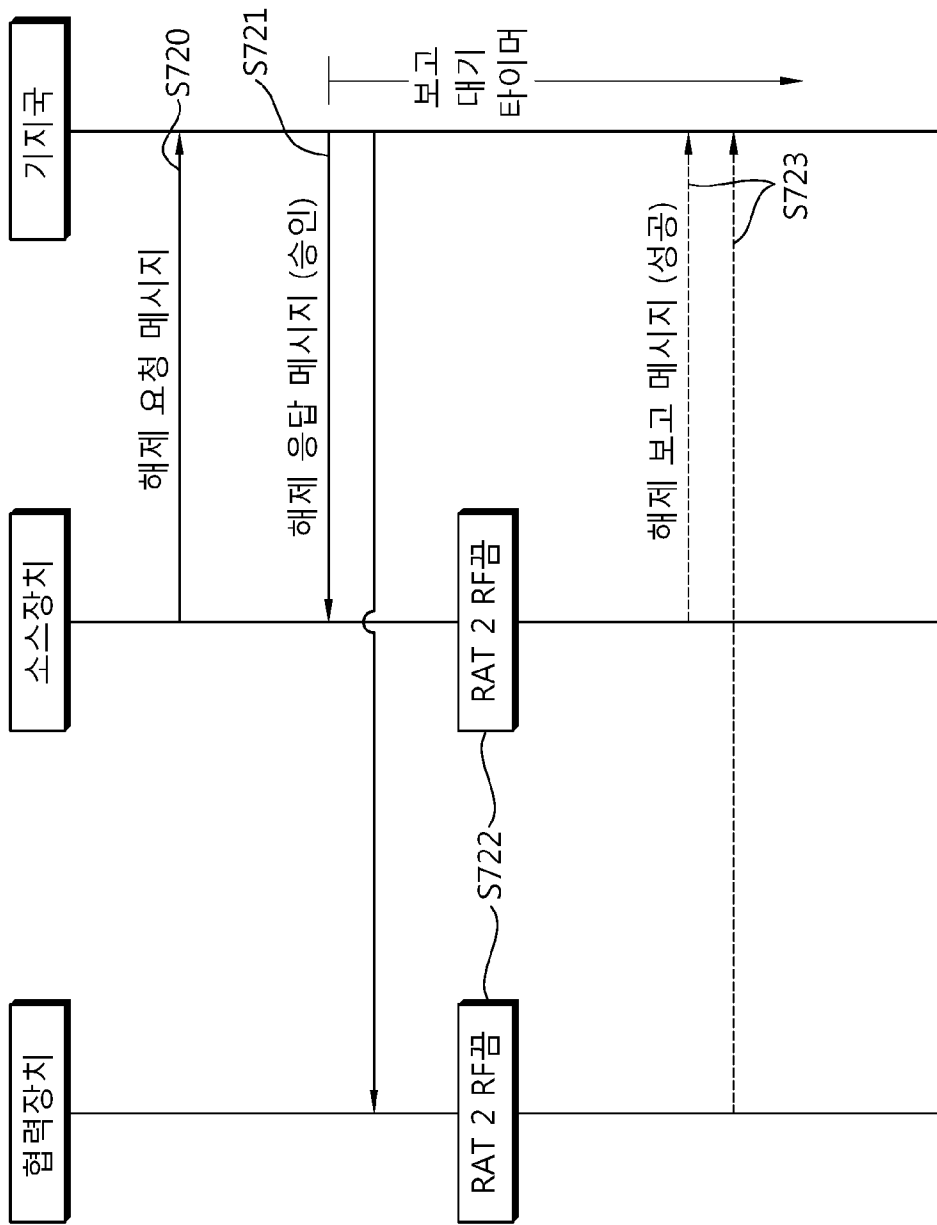 협력장치
소스장치
기지국
해제 요청 메시지
S720
해제 응답 메시지 (승인)
S721
보고
대기
타이머
RAT 2 RF끔
S722
RAT 2 RF끔
해제 보고 메시지 (성공)
S723